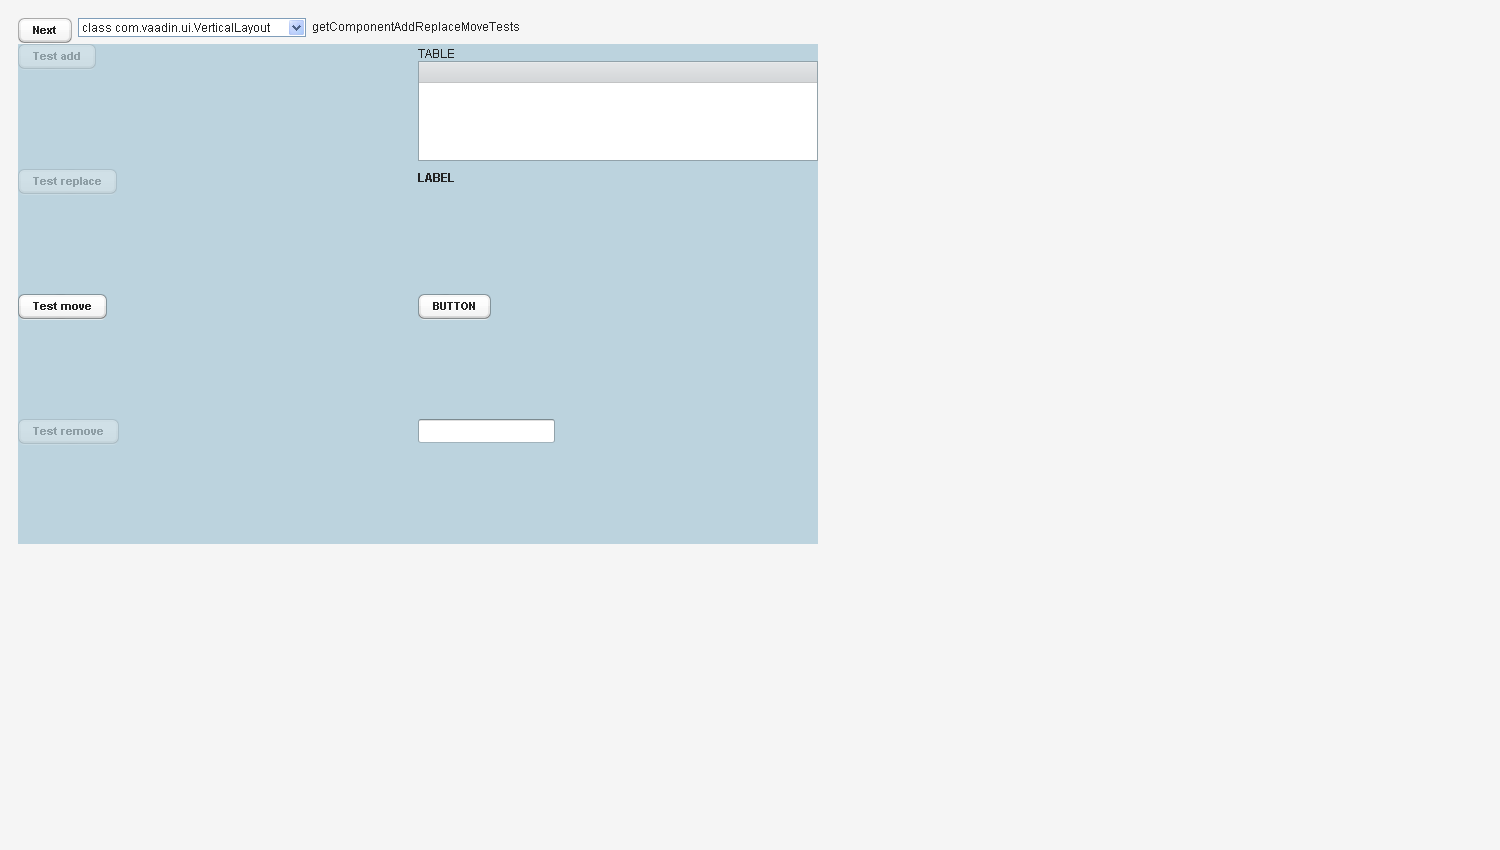 Next class com.vaadin.ui.VerticalLayout getComponentAddReplaceMoveTests
Test add TABLE
Test replace LABEL
Test move BUTTON
Test remove